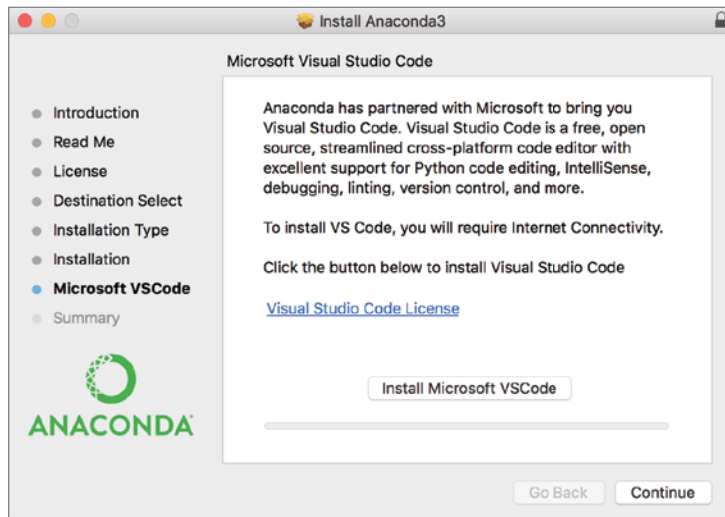 Install Anaconda3
Microsoft Visual Studio Code
Introduction
Read Me
License
Destination Select
Installation Type
Installation
Microsoft VSCode
Summary
ANACONDA
Anaconda has partnered with Microsoft to bring you
Visual Studio Code. Visual Studio Code is a free, open
source, streamlined cross-platform code editor with
excellent support for Python code editing, IntelliSense,
debugging, linting, version control, and more.
To install VS Code, you will require Internet Connectivity.
Click the button below to install Visual Studio Code
Visual Studio Code License
Install Microsoft VSCode
Go Back
Continue